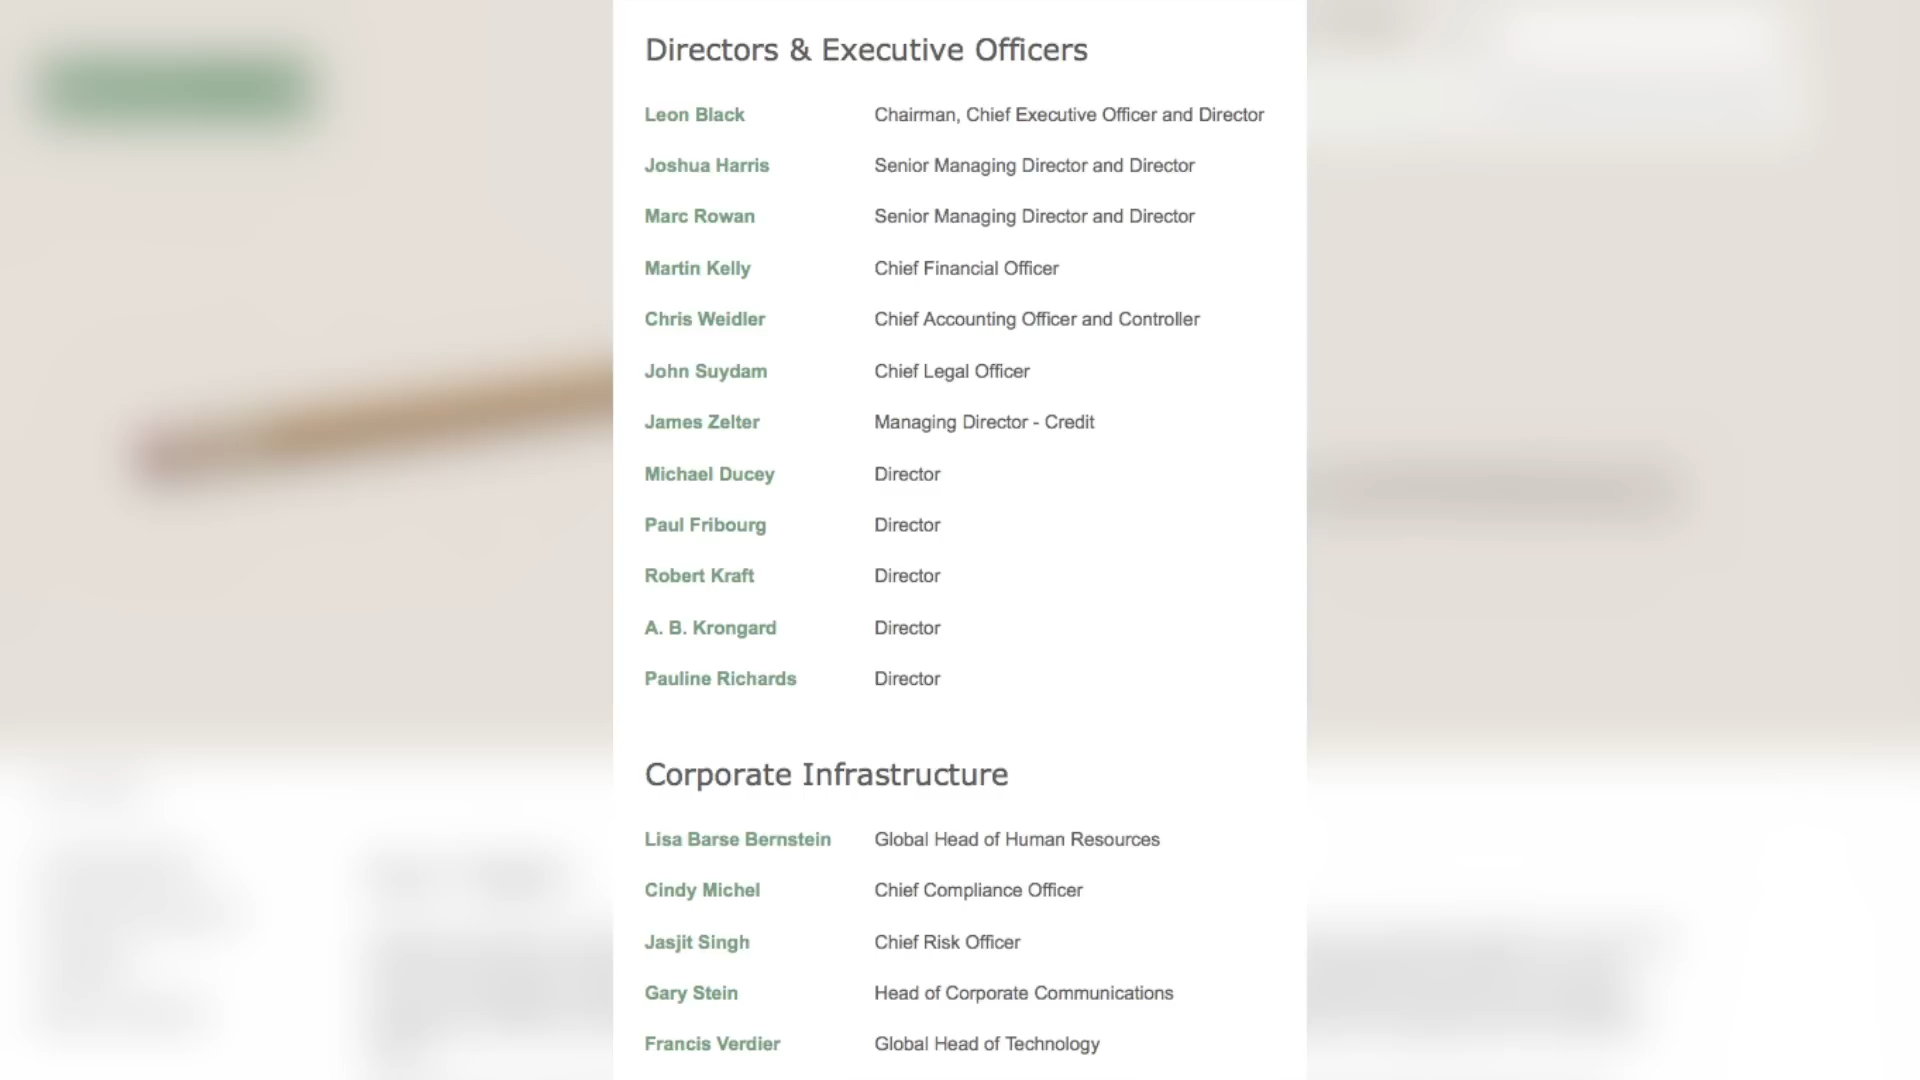 Directors & Executive Officers
Leon Black Chairman, Chief Executive Officer and Director
Joshua Harris Senior Managing Director and Director
Marc Rowan Senior Managing Director and Director
Martin Kelly Chief Financial Officer
Chris Weidler Chief Accounting Officer and Controller
John Suydam Chief Legal Officer
James Zelter Managing Director - Credit
Michael Ducey Director
Paul Fribourg Director
Robert Kraft Director
A. B. Krongard Director
Pauline Richards Director
Corporate Infrastructure
Lisa Barse Bernstein Global Head of Human Resources
Cindy Michel Chief Compliance Officer
Jasjit Singh Chief Risk Officer
Gary Stein Head of Corporate Communications
Francis Verdier Global Head of Technology